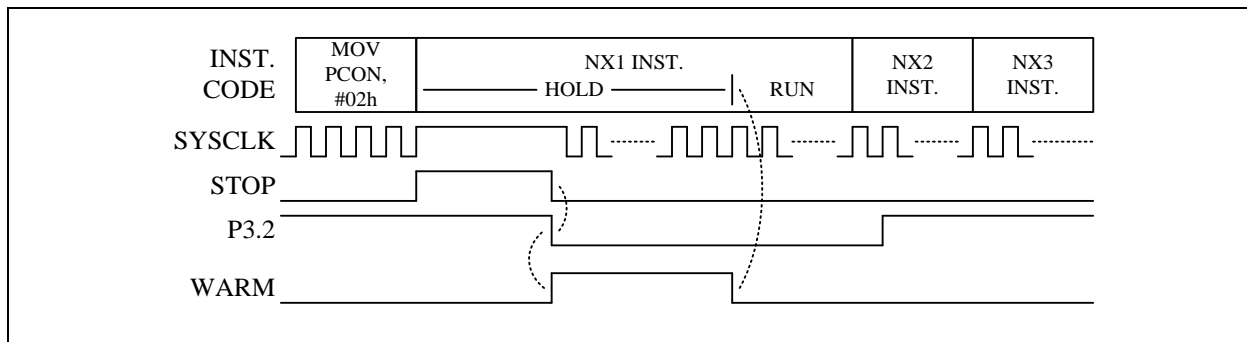 INST.
CODE
MOV
PCON,
#02h
NX1 INST.
HOLD
RUN
NX2
INST.
NX3
INST.
SYSCLK
STOP
P3.2
WARM